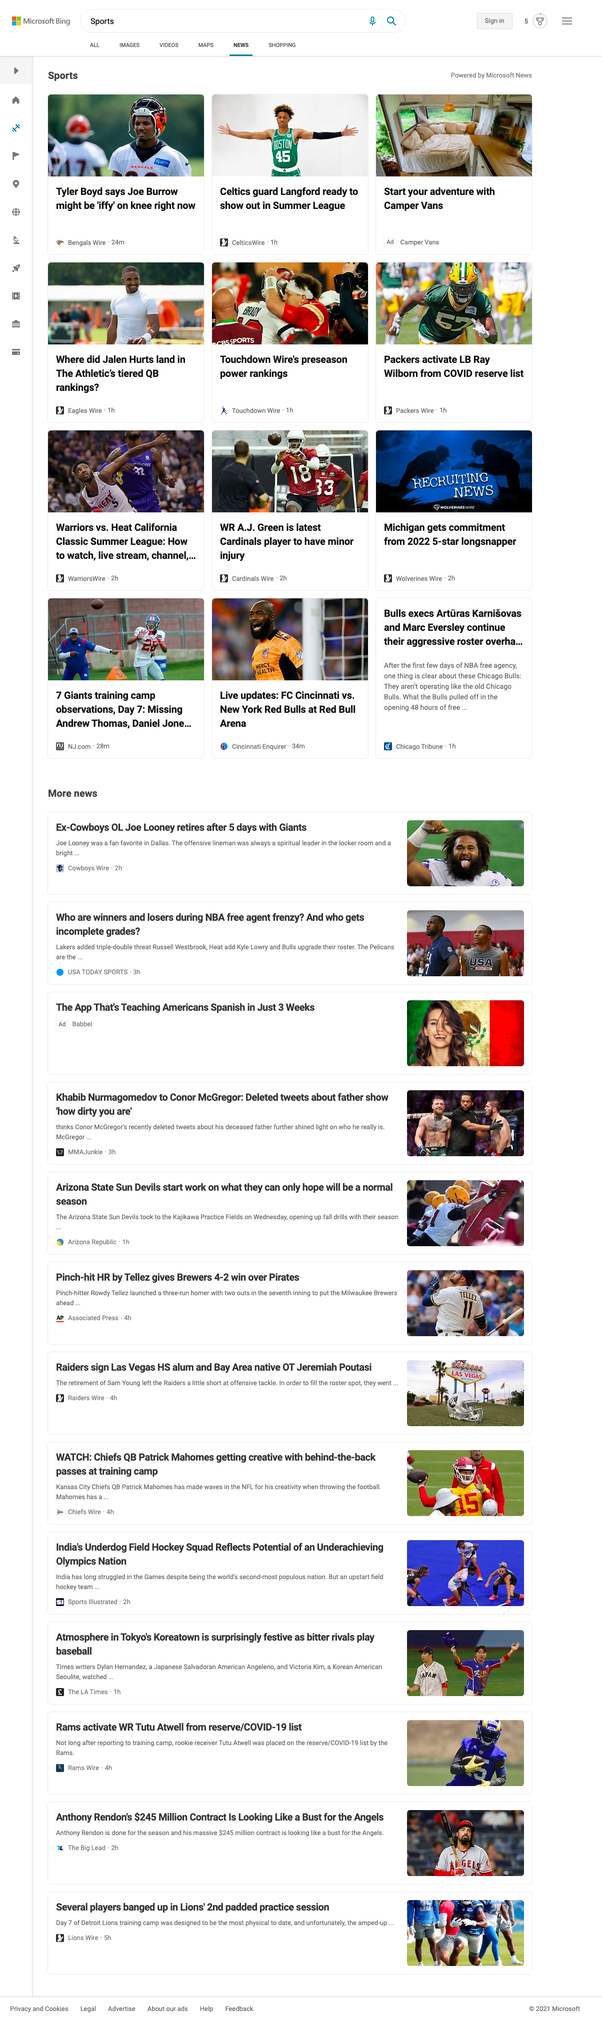 Microsoft Bing
Sports
Sign in
5
ALL
IMAGES
VIDEOS
MAPS
NEWS
SHOPPING
Sports
Powered by Microsoft News
BENGALS
Tyler Boyd says Joe Burrow
might be 'iffy' on knee right now
Bengals Wire · 24m
BOSTON
45
Celtics guard Langford ready to
show out in Summer League
CelticsWire · 1h
Start your adventure with
Camper Vans
Ad Camper Vans
Where did Jalen Hurts land in
The Athletic's tiered QB
rankings?
Eagles Wire · 1h
CBS SPORTS
Touchdown Wire's preseason
power rankings
Touchdown Wire · 1h
Packers activate LB Ray
Wilborn from COVID reserve list
Packers Wire · 1h
Warriors vs. Heat California
Classic Summer League: How
to watch, live stream, channel,...
WarriorsWire · 2h
18
33
WR A.J. Green is latest
Cardinals player to have minor
injury
Cardinals Wire · 2h
RECRUITING
NEWS
WOLVERINES WIRE
Michigan gets commitment
from 2022 5-star longsnapper
Wolverines Wire · 2h
7 Giants training camp
observations, Day 7: Missing
Andrew Thomas, Daniel Jone...
NJ.com · 28m
MERCY
HEALTH
Live updates: FC Cincinnati vs.
New York Red Bulls at Red Bull
Arena
Cincinnati Enquirer · 34m
Bulls execs Artūras Karnišovas
and Marc Eversley continue
their aggressive roster overha...
After the first few days of NBA free agency,
one thing is clear about these Chicago Bulls:
They aren't operating like the old Chicago
Bulls. What the Bulls pulled off in the
opening 48 hours of free ...
Chicago Tribune · 1h
More news
Ex-Cowboys OL Joe Looney retires after 5 days with Giants
Joe Looney was a fan favorite in Dallas. The offensive lineman was always a spiritual leader in the locker room and a
bright ...
Cowboys Wire · 2h
Who are winners and losers during NBA free agent frenzy? And who gets
incomplete grades?
Lakers added triple-double threat Russell Westbrook, Heat add Kyle Lowry and Bulls upgrade their roster. The Pelicans
are the ...
USA TODAY SPORTS · 3h
USA
The App That's Teaching Americans Spanish in Just 3 Weeks
Ad Babbel
Khabib Nurmagomedov to Conor McGregor: Deleted tweets about father show
'how dirty you are'
thinks Conor McGregor's recently deleted tweets about his deceased father further shined light on who he really is.
McGregor ...
MMAJunkie · 3h
Arizona State Sun Devils start work on what they can only hope will be a normal
season
The Arizona State Sun Devils took to the Kajikawa Practice Fields on Wednesday, opening up fall drills with their season
...
Arizona Republic · 1h
Pinch-hit HR by Tellez gives Brewers 4-2 win over Pirates
Pinch-hitter Rowdy Tellez launched a three-run homer with two outs in the seventh inning to put the Milwaukee Brewers
ahead ...
AP Associated Press · 4h
TELLEZ
11
Raiders sign Las Vegas HS alum and Bay Area native OT Jeremiah Poutasi
The retirement of Sam Young left the Raiders a little short at offensive tackle. In order to fill the roster spot, they went ...
Raiders Wire · 4h
LAS VEGAS
WATCH: Chiefs QB Patrick Mahomes getting creative with behind-the-back
passes at training camp
Kansas City Chiefs QB Patrick Mahomes has made waves in the NFL for his creativity when throwing the football.
Mahomes has a ...
Chiefs Wire · 4h
15
India's Underdog Field Hockey Squad Reflects Potential of an Underachieving
Olympics Nation
India has long struggled in the Games despite being the world's second-most populous nation. But an upstart field
hockey team ...
SI Sports Illustrated · 2h
Atmosphere in Tokyo's Koreatown is surprisingly festive as bitter rivals play
baseball
Times writers Dylan Hernandez, a Japanese Salvadoran American Angeleno, and Victoria Kim, a Korean American
Seoulite, watched ...
The LA Times · 1h
JAPAN
Rams activate WR Tutu Atwell from reserve/COVID-19 list
Not long after reporting to training camp, rookie receiver Tutu Atwell was placed on the reserve/COVID-19 list by the
Rams.
Rams Wire · 4h
Anthony Rendon's $245 Million Contract Is Looking Like a Bust for the Angels
Anthony Rendon is done for the season and his massive $245 million contract is looking like a bust for the Angels.
The Big Lead · 2h
ANGELS
Several players banged up in Lions' 2nd padded practice session
Day 7 of Detroit Lions training camp was designed to be the most physical to date, and unfortunately, the amped-up ...
Lions Wire · 5h
Privacy and Cookies
Legal
Advertise
About our ads
Help
Feedback
© 2021 Microsoft